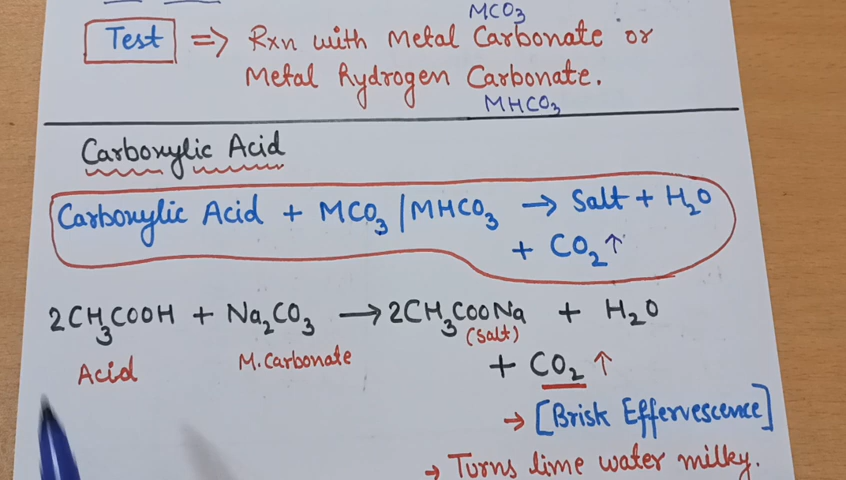 MCO₃
Test => Rxn with Metal Carbonate or
Metal Hydrogen Carbonate.
MHCO₃
Carboxylic Acid
Carboxylic Acid + MCO₃/MHCO₃ → Salt + H₂O
+ CO₂↑
2CH₃COOH + Na₂CO₃ → 2CH₃COONa + H₂O
(Salt)
Acid M.Carbonate + CO₂ ↑
→ [Brisk Effervescence]
→ Turns lime water milky.